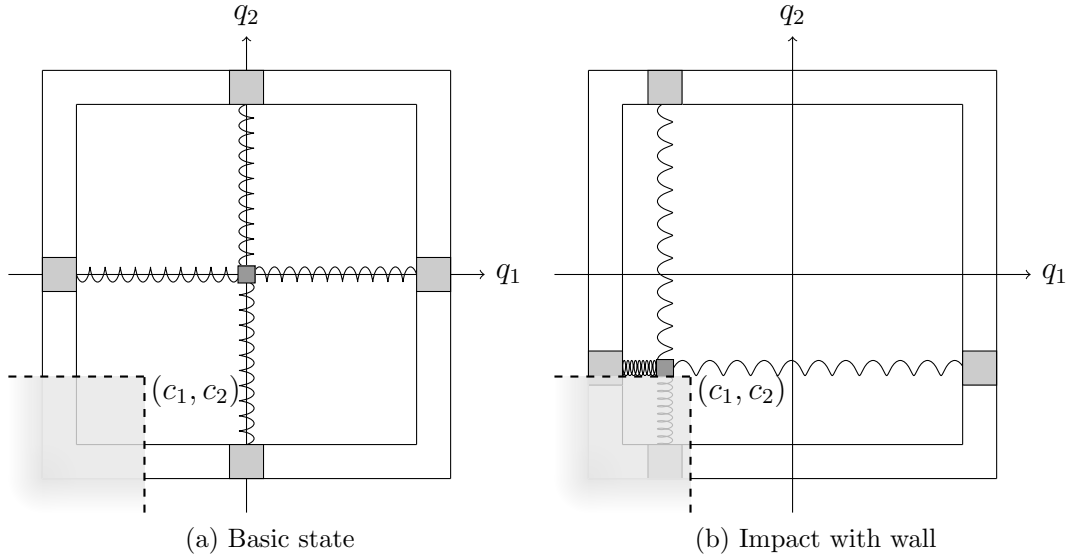 q₂
q₁
(c₁, c₂)
(a) Basic state
q₂
q₁
(c₁, c₂)
(b) Impact with wall